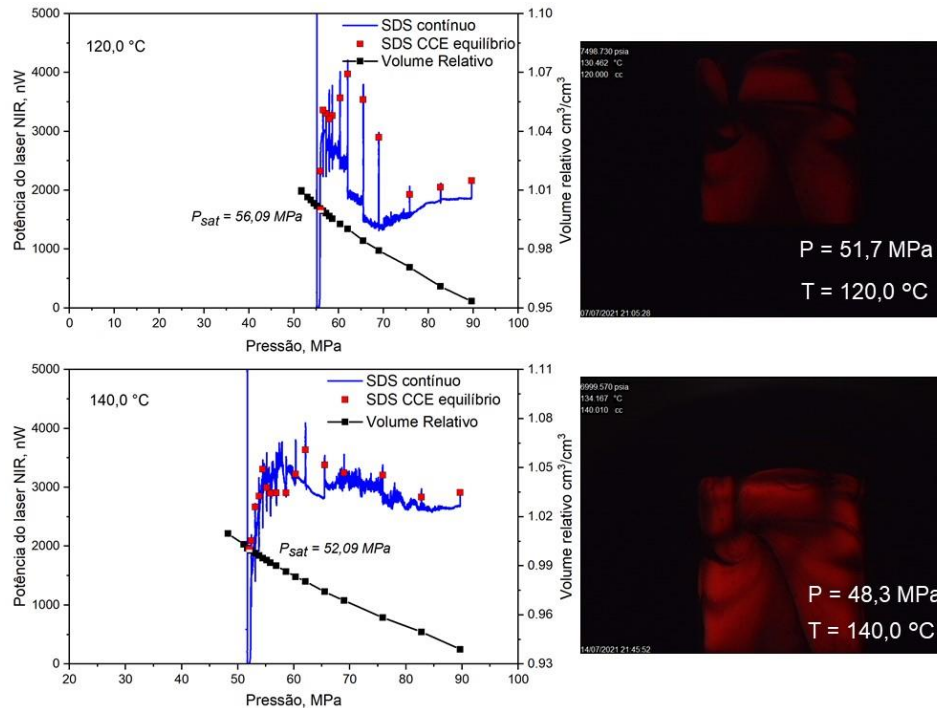 120,0 °C
SDS contínuo
SDS CCE equilíbrio
Volume Relativo
P_sat = 56,09 MPa
Potência do laser NIR, nW
5000
4000
3000
2000
1000
0
1.10
1.07
1.04
1.01
0.98
0.95
Volume relativo cm³/cm³
0 10 20 30 40 50 60 70 80 90 100
Pressão, MPa
7498.730 psia
130.462 °C
120.000 cc
P = 51,7 MPa
T = 120,0 °C
07/07/2021 21:05:28
140,0 °C
SDS contínuo
SDS CCE equilíbrio
Volume Relativo
P_sat = 52,09 MPa
Potência do laser NIR, nW
5000
4000
3000
2000
1000
0
1.11
1.08
1.05
1.02
0.99
0.96
0.93
Volume relativo cm³/cm³
20 30 40 50 60 70 80 90 100
Pressão, MPa
6999.570 psia
134.167 °C
140.010 cc
P = 48,3 MPa
T = 140,0 °C
14/07/2021 21:45:52